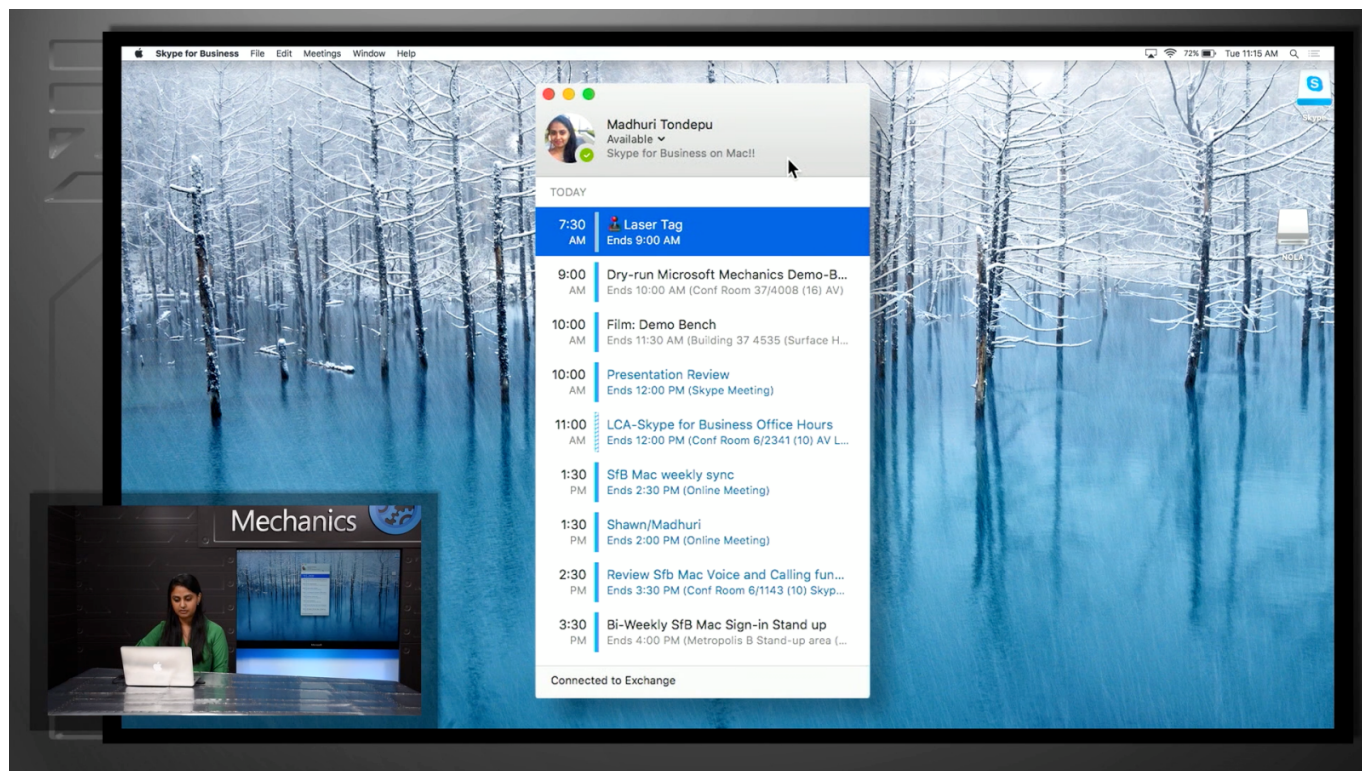 Skype for Business File Edit Meetings Window Help
72% Tue 11:15 AM
S
Skype
Madhuri Tondepu
Available
Skype for Business on Mac!!
TODAY
7:30 AM
Laser Tag
Ends 9:00 AM
9:00 AM
Dry-run Microsoft Mechanics Demo-B...
Ends 10:00 AM (Conf Room 37/4008 (16) AV)
10:00 AM
Film: Demo Bench
Ends 11:30 AM (Building 37 4535 (Surface H...
10:00 AM
Presentation Review
Ends 12:00 PM (Skype Meeting)
11:00 AM
LCA-Skype for Business Office Hours
Ends 12:00 PM (Conf Room 6/2341 (10) AV L...
1:30 PM
SfB Mac weekly sync
Ends 2:30 PM (Online Meeting)
1:30 PM
Shawn/Madhuri
Ends 2:00 PM (Online Meeting)
2:30 PM
Review Sfb Mac Voice and Calling fun...
Ends 3:30 PM (Conf Room 6/1143 (10) Skyp...
3:30 PM
Bi-Weekly SfB Mac Sign-in Stand up
Ends 4:00 PM (Metropolis B Stand-up area (...
Connected to Exchange
NOLA
Mechanics